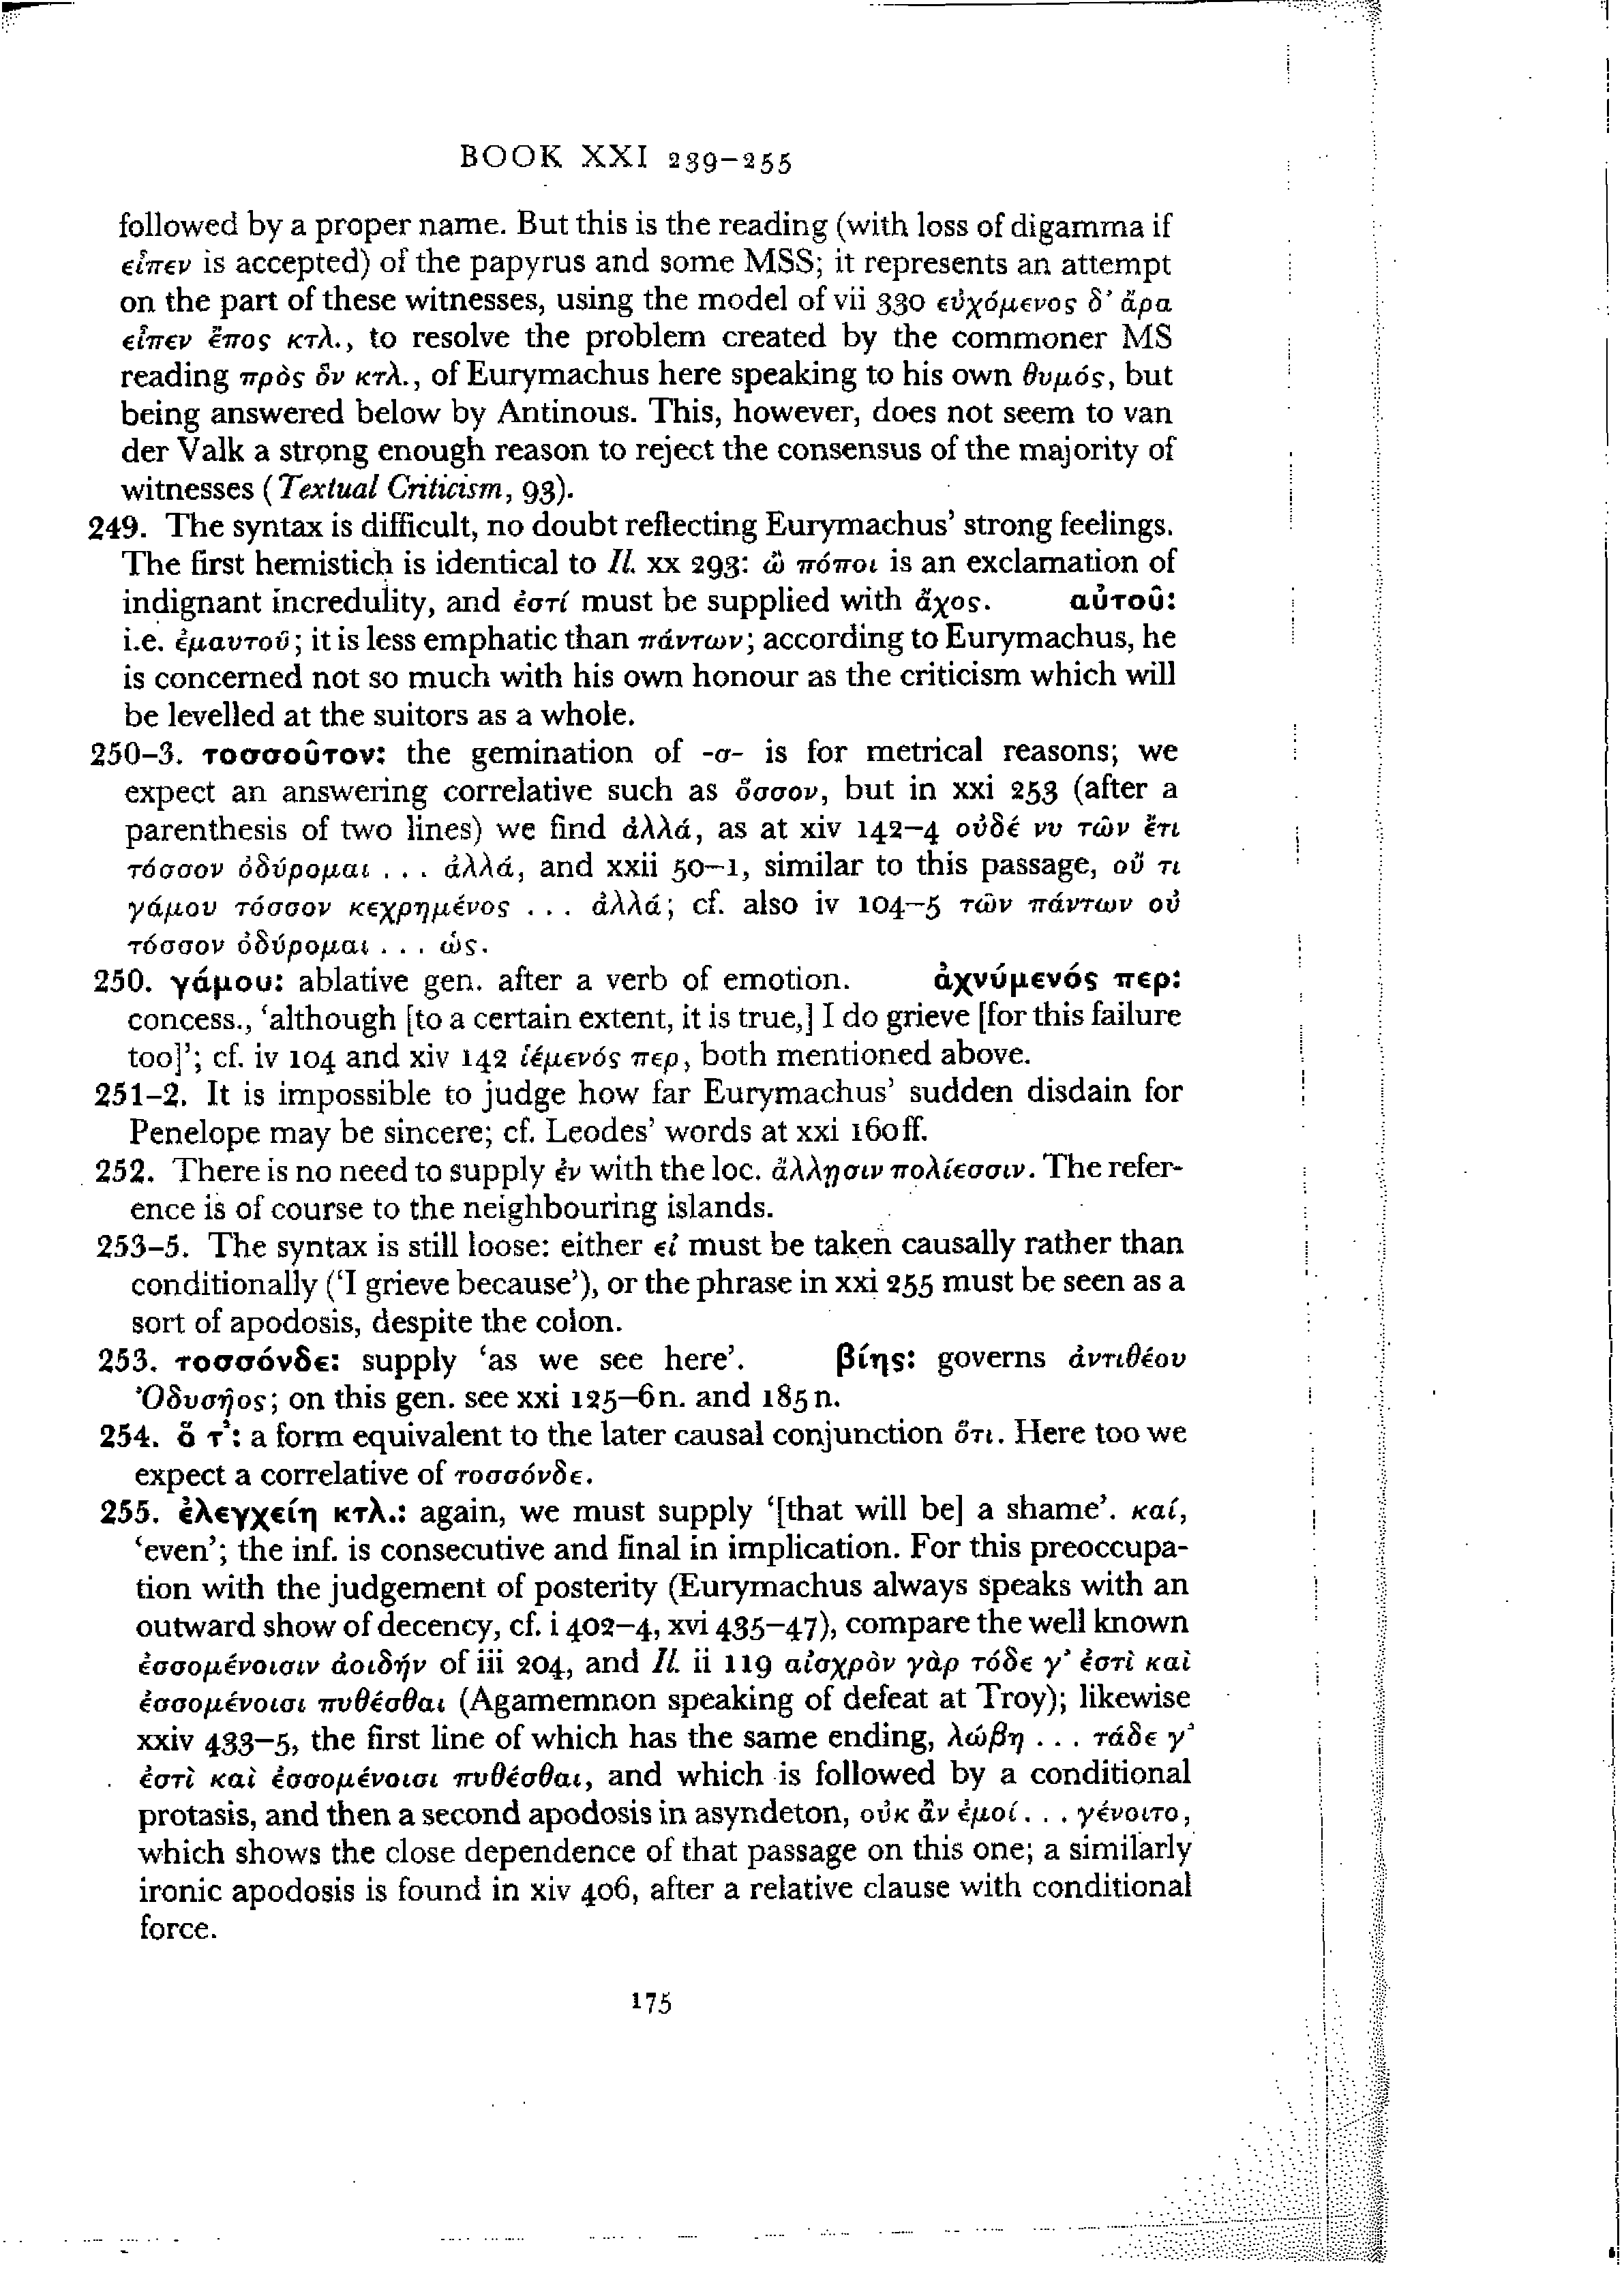 BOOK XXI 239–255
followed by a proper name. But this is the reading (with loss of digamma if
εἶπεν is accepted) of the papyrus and some MSS; it represents an attempt
on the part of these witnesses, using the model of vii 330 εὐχόμενος δ’ ἄρα
εἶπεν ἔπος κτλ., to resolve the problem created by the commoner MS
reading πρὸς ὃν κτλ., of Eurymachus here speaking to his own θυμός, but
being answered below by Antinous. This, however, does not seem to van
der Valk a strong enough reason to reject the consensus of the majority of
witnesses (Textual Criticism, 93).
249. The syntax is difficult, no doubt reflecting Eurymachus’ strong feelings.
The first hemistich is identical to Il. xx 293: ὢ πόποι is an exclamation of
indignant incredulity, and ἐστί must be supplied with ἄχος. αὐτοῦ:
i.e. ἐμαυτοῦ; it is less emphatic than πάντων; according to Eurymachus, he
is concerned not so much with his own honour as the criticism which will
be levelled at the suitors as a whole.
250–3. τοσσοῦτον: the gemination of -σ- is for metrical reasons; we
expect an answering correlative such as ὅσσον, but in xxi 253 (after a
parenthesis of two lines) we find ἀλλά, as at xiv 142–4 οὐδέ νυ τῶν ἔτι
τόσσον ὀδύρομαι . . . ἀλλά, and xxii 50–1, similar to this passage, οὔ τι
γάμου τόσσον κεχρημένος . . . ἀλλά; cf. also iv 104–5 τῶν πάντων οὐ
τόσσον ὀδύρομαι . . . ὡς.
250. γάμου: ablative gen. after a verb of emotion. ἀχνύμενός περ:
concess., ‘although [to a certain extent, it is true,] I do grieve [for this failure
too]’; cf. iv 104 and xiv 142 ἱέμενός περ, both mentioned above.
251–2. It is impossible to judge how far Eurymachus’ sudden disdain for
Penelope may be sincere; cf. Leodes’ words at xxi 160 ff.
252. There is no need to supply ἐν with the loc. ἄλλῃσιν πολίεσσιν. The refer-
ence is of course to the neighbouring islands.
253–5. The syntax is still loose: either εἰ must be taken causally rather than
conditionally (‘I grieve because’), or the phrase in xxi 255 must be seen as a
sort of apodosis, despite the colon.
253. τοσσόνδε: supply ‘as we see here’. βίης: governs ἀντιθέου
Ὀδυσῆος; on this gen. see xxi 125–6 n. and 185 n.
254. ὅ τ’: a form equivalent to the later causal conjunction ὅτι. Here too we
expect a correlative of τοσσόνδε.
255. ἐλεγχείη κτλ.: again, we must supply ‘[that will be] a shame’. καί,
‘even’; the inf. is consecutive and final in implication. For this preoccupa-
tion with the judgement of posterity (Eurymachus always speaks with an
outward show of decency, cf. i 402–4, xvi 435–47), compare the well known
ἐσσομένοισιν ἀοιδήν of iii 204, and Il. ii 119 αἰσχρὸν γὰρ τόδε γ’ ἐστὶ καὶ
ἐσσομένοισι πυθέσθαι (Agamemnon speaking of defeat at Troy); likewise
xxiv 433–5, the first line of which has the same ending, λώβη . . . τάδε γ’
ἐστὶ καὶ ἐσσομένοισι πυθέσθαι, and which is followed by a conditional
protasis, and then a second apodosis in asyndeton, οὐκ ἂν ἐμοί . . . γένοιτο,
which shows the close dependence of that passage on this one; a similarly
ironic apodosis is found in xiv 406, after a relative clause with conditional
force.
175